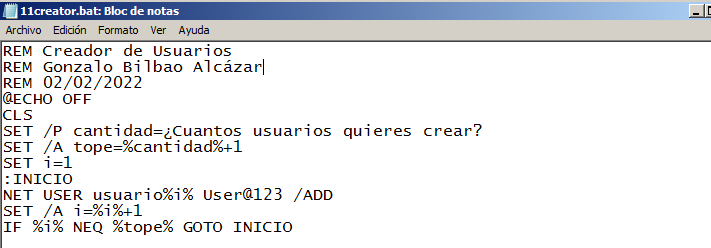 11creator.bat: Bloc de notas
Archivo Edición Formato Ver Ayuda
REM Creador de Usuarios
REM Gonzalo Bilbao Alcázar
REM 02/02/2022
@ECHO OFF
CLS
SET /P cantidad=¿Cuantos usuarios quieres crear?
SET /A tope=%cantidad%+1
SET i=1
:INICIO
NET USER usuario%i% User@123 /ADD
SET /A i=%i%+1
IF %i% NEQ %tope% GOTO INICIO